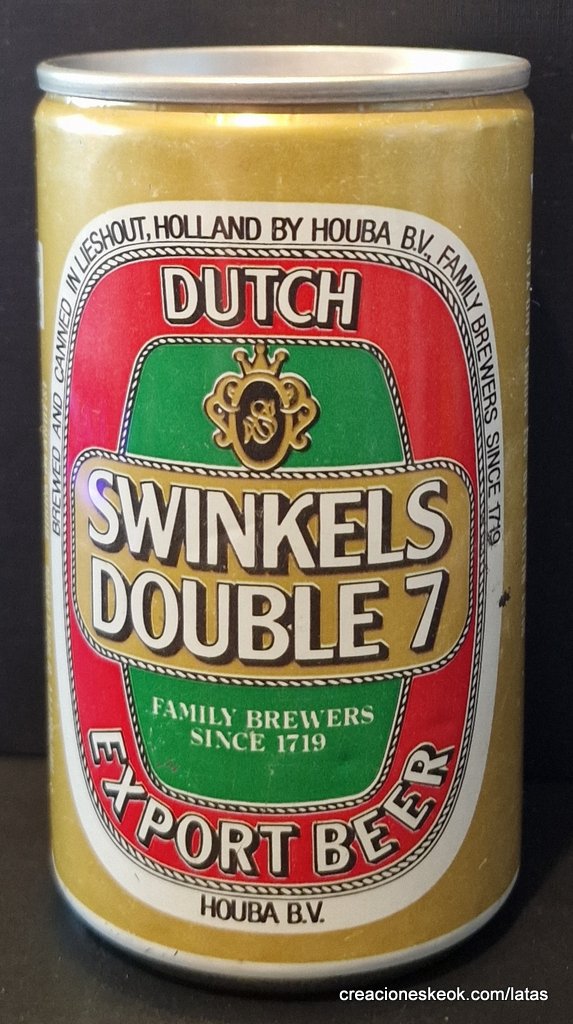 BREWED AND CANNED IN LIESHOUT, HOLLAND BY HOUBA B.V., FAMILY BREWERS SINCE 1719
DUTCH
S
SWINKELS
DOUBLE 7
FAMILY BREWERS
SINCE 1719
EXPORT BEER
HOUBA B.V.
creacioneskeok.com/latas